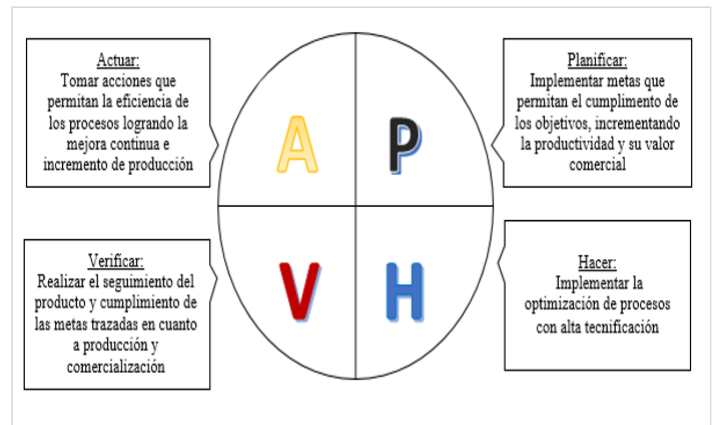 Actuar:
Tomar acciones que
permitan la eficiencia de
los procesos logrando la
mejora continua e
incremento de producción
A
P
Planificar:
Implementar metas que
permitan el cumplimento de
los objetivos, incrementando
la productividad y su valor
comercial
Verificar:
Realizar el seguimiento del
producto y cumplimiento de
las metas trazadas en cuanto
a producción y
comercialización
V
H
Hacer:
Implementar la
optimización de procesos
con alta tecnificación